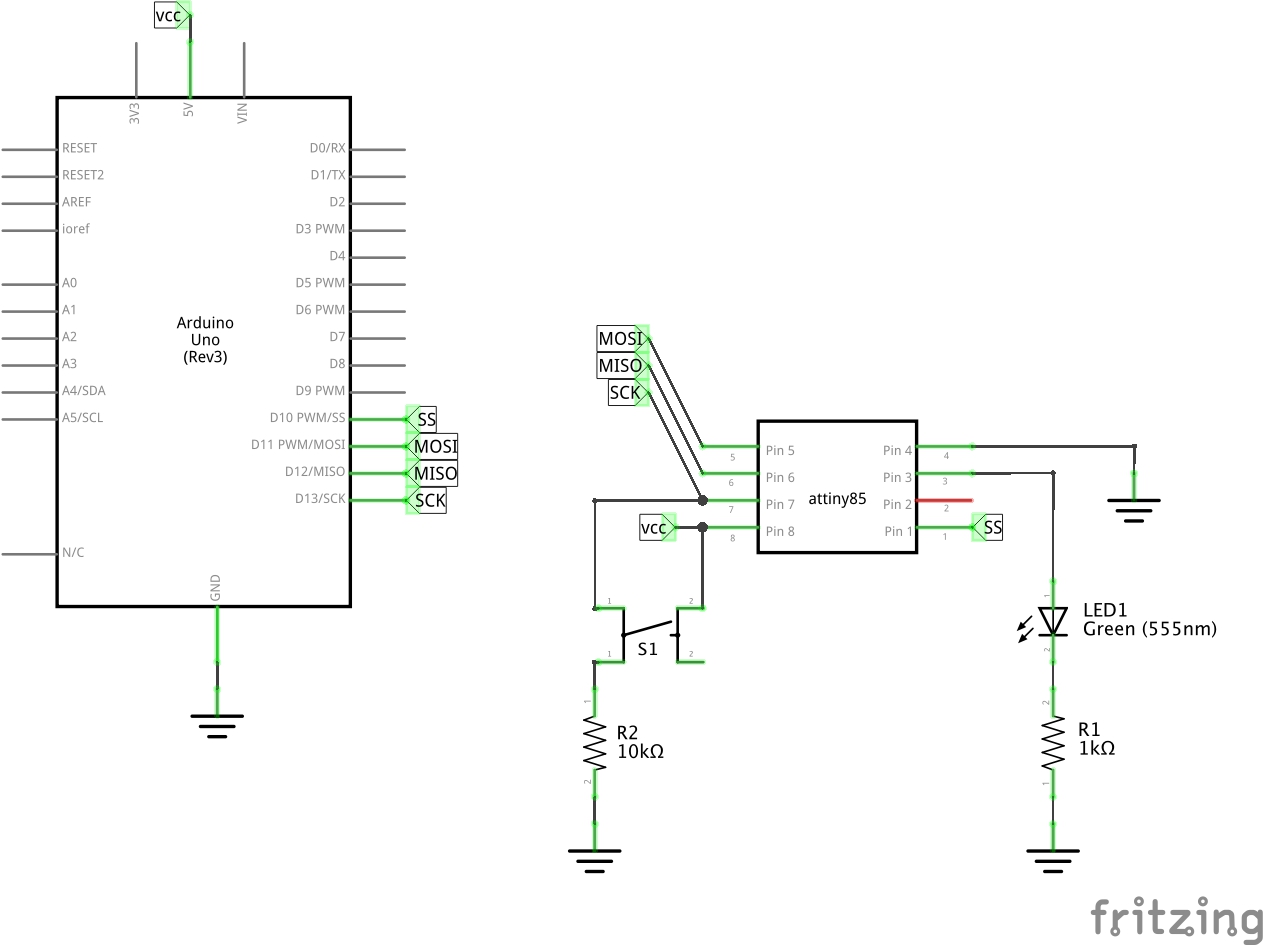 vcc
3V3
5V
VIN
RESET
RESET2
AREF
ioref
A0
A1
A2
A3
A4/SDA
A5/SCL
N/C
Arduino
Uno
(Rev3)
D0/RX
D1/TX
D2
D3 PWM
D4
D5 PWM
D6 PWM
D7
D8
D9 PWM
D10 PWM/SS
D11 PWM/MOSI
D12/MISO
D13/SCK
SS
MOSI
MISO
SCK
GND
MOSI
MISO
SCK
vcc
5
6
7
8
Pin 5
Pin 6
Pin 7
Pin 8
attiny85
Pin 4
Pin 3
Pin 2
Pin 1
4
3
2
1
SS
1
2
S1
1
2
1
R2
10kΩ
2
1
LED1
Green (555nm)
2
2
R1
1kΩ
1
fritzing